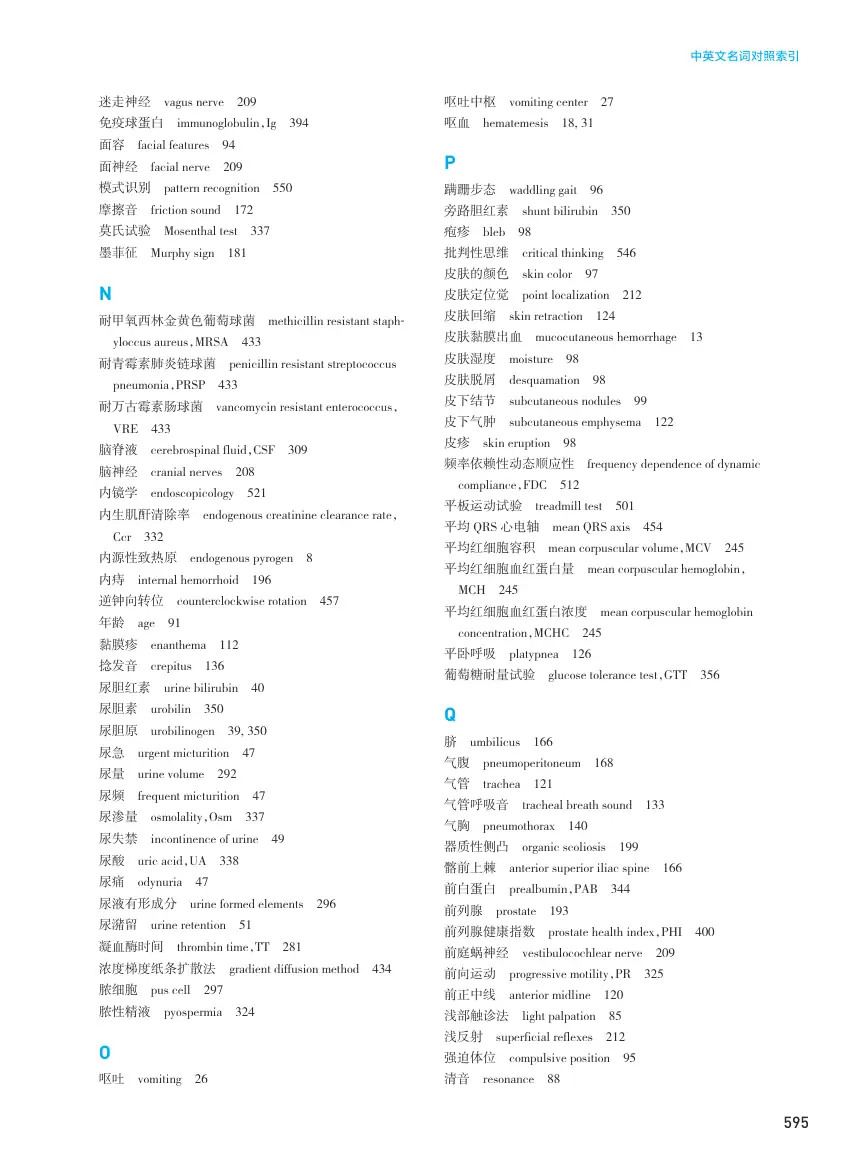 中英文名词对照索引
迷走神经 vagus nerve 209
免疫球蛋白 immunoglobulin,Ig 394
面容 facial features 94
面神经 facial nerve 209
模式识别 pattern recognition 550
摩擦音 friction sound 172
莫氏试验 Mosenthal test 337
墨菲征 Murphy sign 181
N
耐甲氧西林金黄色葡萄球菌 methicillin resistant staph-
yloccus aureus,MRSA 433
耐青霉素肺炎链球菌 penicillin resistant streptococcus
pneumonia,PRSP 433
耐万古霉素肠球菌 vancomycin resistant enterococcus,
VRE 433
脑脊液 cerebrospinal fluid,CSF 309
脑神经 cranial nerves 208
内镜学 endoscopicology 521
内生肌酐清除率 endogenous creatinine clearance rate,
Ccr 332
内源性致热原 endogenous pyrogen 8
内痔 internal hemorrhoid 196
逆钟向转位 counterclockwise rotation 457
年龄 age 91
黏膜疹 enanthema 112
捻发音 crepitus 136
尿胆红素 urine bilirubin 40
尿胆素 urobilin 350
尿胆原 urobilinogen 39, 350
尿急 urgent micturition 47
尿量 urine volume 292
尿频 frequent micturition 47
尿渗量 osmolality,Osm 337
尿失禁 incontinence of urine 49
尿酸 uric acid,UA 338
尿痛 odynuria 47
尿液有形成分 urine formed elements 296
尿潴留 urine retention 51
凝血酶时间 thrombin time,TT 281
浓度梯度纸条扩散法 gradient diffusion method 434
脓细胞 pus cell 297
脓性精液 pyospermia 324
O
呕吐 vomiting 26
呕吐中枢 vomiting center 27
呕血 hematemesis 18, 31
P
蹒跚步态 waddling gait 96
旁路胆红素 shunt bilirubin 350
疱疹 bleb 98
批判性思维 critical thinking 546
皮肤的颜色 skin color 97
皮肤定位觉 point localization 212
皮肤回缩 skin retraction 124
皮肤黏膜出血 mucocutaneous hemorrhage 13
皮肤湿度 moisture 98
皮肤脱屑 desquamation 98
皮下结节 subcutaneous nodules 99
皮下气肿 subcutaneous emphysema 122
皮疹 skin eruption 98
频率依赖性动态顺应性 frequency dependence of dynamic
compliance,FDC 512
平板运动试验 treadmill test 501
平均 QRS 心电轴 mean QRS axis 454
平均红细胞容积 mean corpuscular volume,MCV 245
平均红细胞血红蛋白量 mean corpuscular hemoglobin,
MCH 245
平均红细胞血红蛋白浓度 mean corpuscular hemoglobin
concentration,MCHC 245
平卧呼吸 platypnea 126
葡萄糖耐量试验 glucose tolerance test,GTT 356
Q
脐 umbilicus 166
气腹 pneumoperitoneum 168
气管 trachea 121
气管呼吸音 tracheal breath sound 133
气胸 pneumothorax 140
器质性侧凸 organic scoliosis 199
髂前上棘 anterior superior iliac spine 166
前白蛋白 prealbumin,PAB 344
前列腺 prostate 193
前列腺健康指数 prostate health index,PHI 400
前庭蜗神经 vestibulocochlear nerve 209
前向运动 progressive motility,PR 325
前正中线 anterior midline 120
浅部触诊法 light palpation 85
浅反射 superficial reflexes 212
强迫体位 compulsive position 95
清音 resonance 88
595